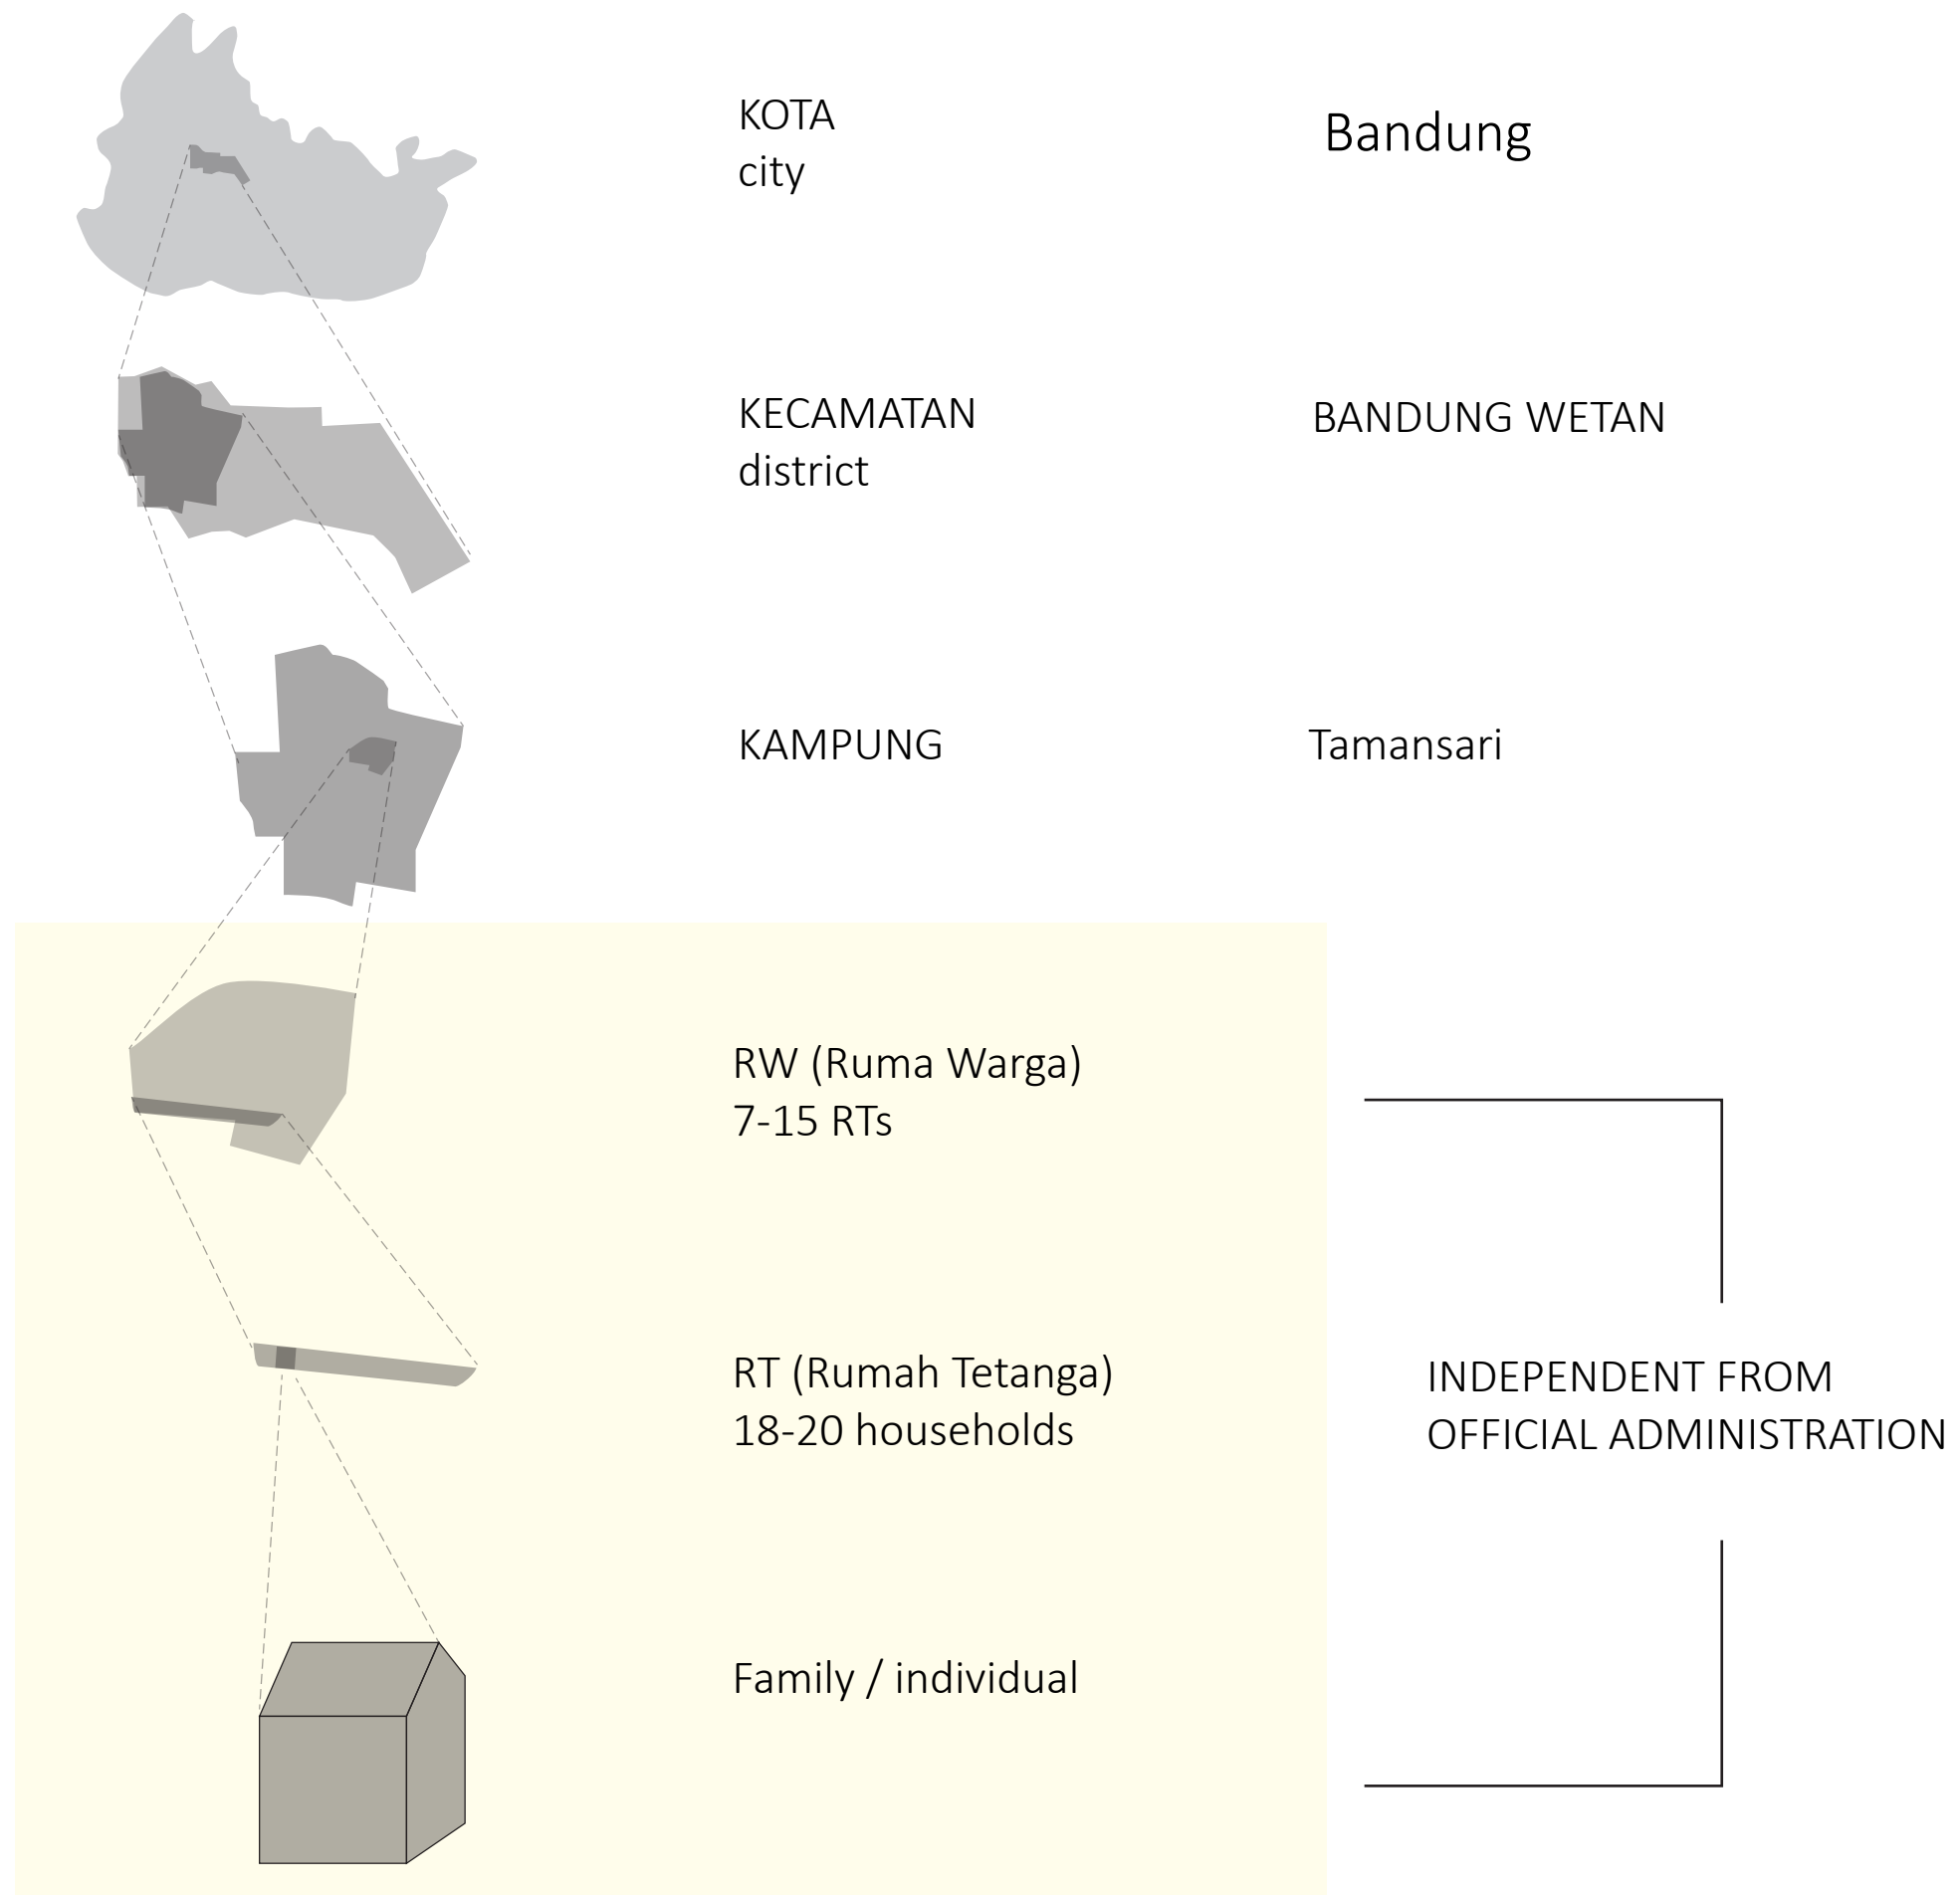 KOTA
city
Bandung
KECAMATAN
district
BANDUNG WETAN
KAMPUNG
Tamansari
RW (Ruma Warga)
7-15 RTs
RT (Rumah Tetanga)
18-20 households
INDEPENDENT FROM
OFFICIAL ADMINISTRATION
Family / individual